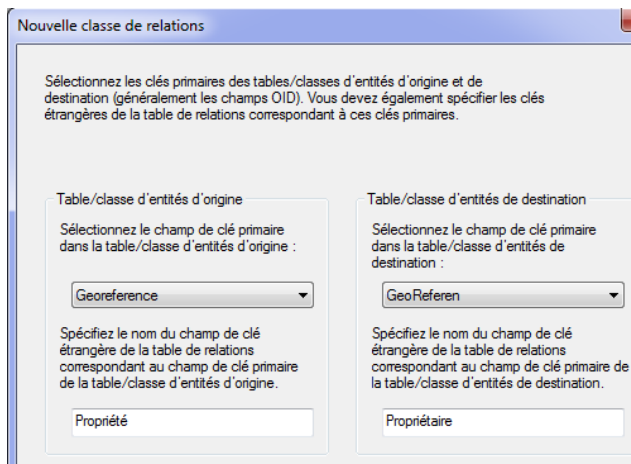 Nouvelle classe de relations
Sélectionnez les clés primaires des tables/classes d'entités d'origine et de
destination (généralement les champs OID). Vous devez également spécifier les clés
étrangères de la table de relations correspondant à ces clés primaires.
Table/classe d'entités d'origine
Sélectionnez le champ de clé primaire
dans la table/classe d'entités d'origine :
Georeference
Spécifiez le nom du champ de clé
étrangère de la table de relations
correspondant au champ de clé primaire
de la table/classe d'entités d'origine.
Propriété
Table/classe d'entités de destination
Sélectionnez le champ de clé primaire
dans la table/classe d'entités de
destination :
GeoReferen
Spécifiez le nom du champ de clé
étrangère de la table de relations
correspondant au champ de clé primaire de
la table/classe d'entités de destination.
Propriétaire